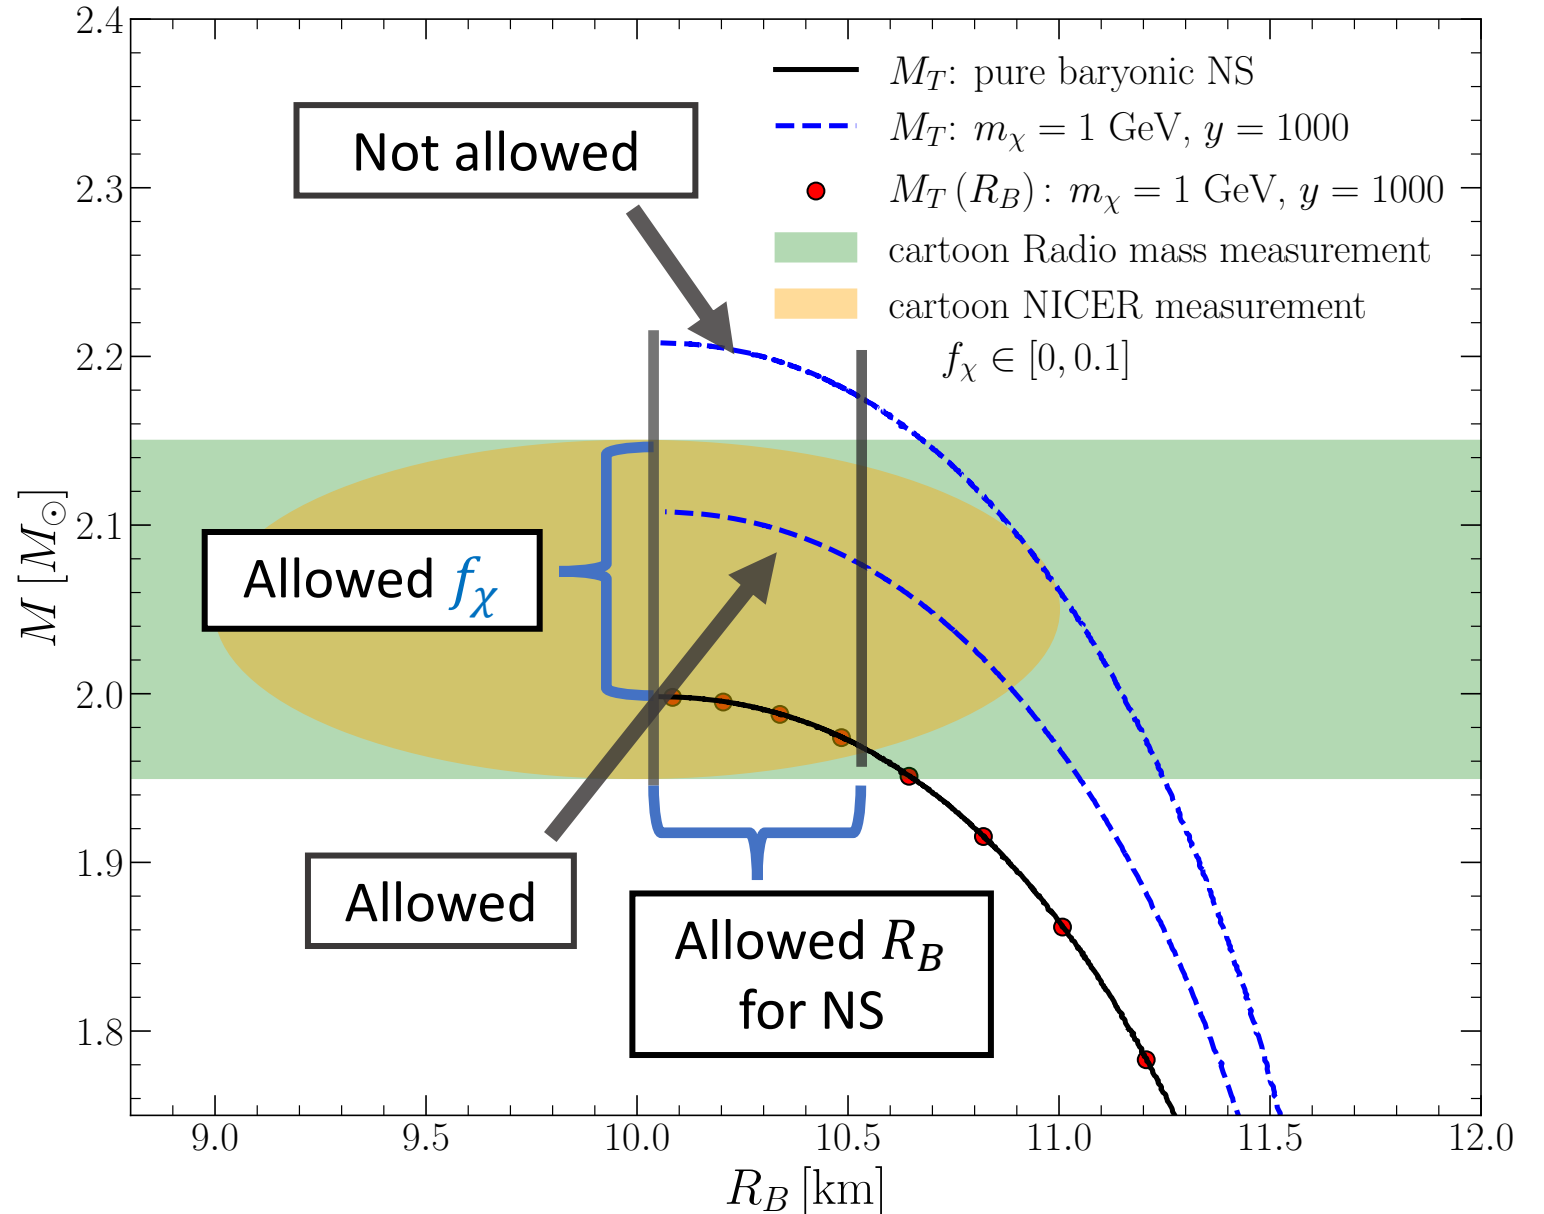 2.4
2.3
2.2
2.1
2.0
1.9
1.8
M [M⊙]
M_T: pure baryonic NS
M_T: m_χ = 1 GeV, y = 1000
M_T (R_B): m_χ = 1 GeV, y = 1000
cartoon Radio mass measurement
cartoon NICER measurement
f_χ ∈ [0, 0.1]
Not allowed
Allowed f_χ
Allowed
Allowed R_B
for NS
9.0 9.5 10.0 10.5 11.0 11.5 12.0
R_B [km]